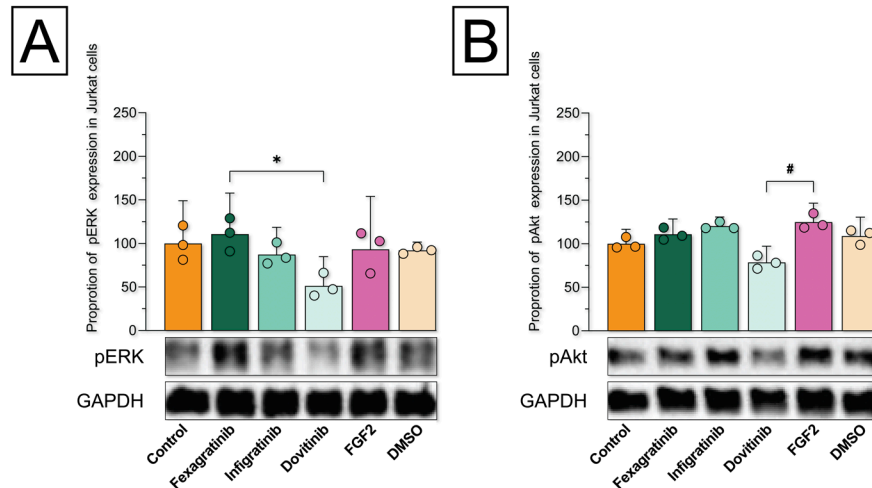 A
Proprotion of pERK expression in Jurkat cells
250
200
150
100
50
0
*
pERK
GAPDH
Control
Fexagratinib
Infigratinib
Dovitinib
FGF2
DMSO
B
Proprotion of pAkt expression in Jurkat cells
250
200
150
100
50
0
#
pAkt
GAPDH
Control
Fexagratinib
Infigratinib
Dovitinib
FGF2
DMSO